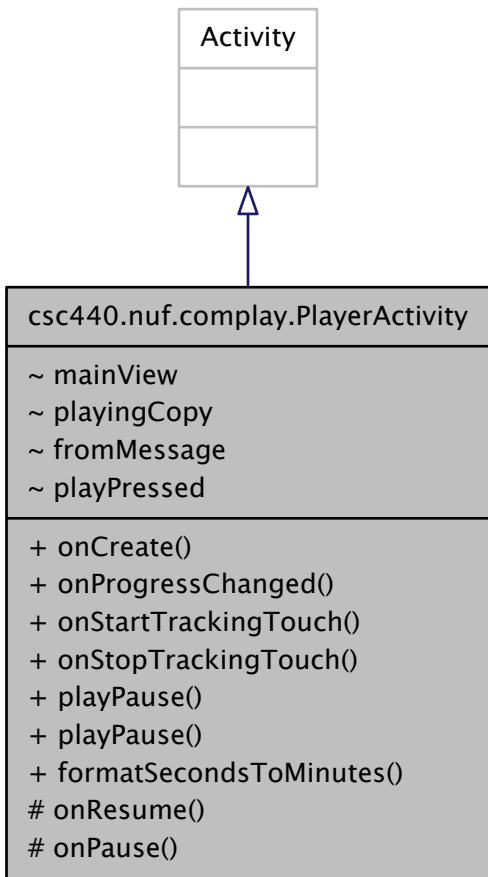 Activity
csc440.nuf.complay.PlayerActivity
~ mainView
~ playingCopy
~ fromMessage
~ playPressed
+ onCreate()
+ onProgressChanged()
+ onStartTrackingTouch()
+ onStopTrackingTouch()
+ playPause()
+ playPause()
+ formatSecondsToMinutes()
# onResume()
# onPause()